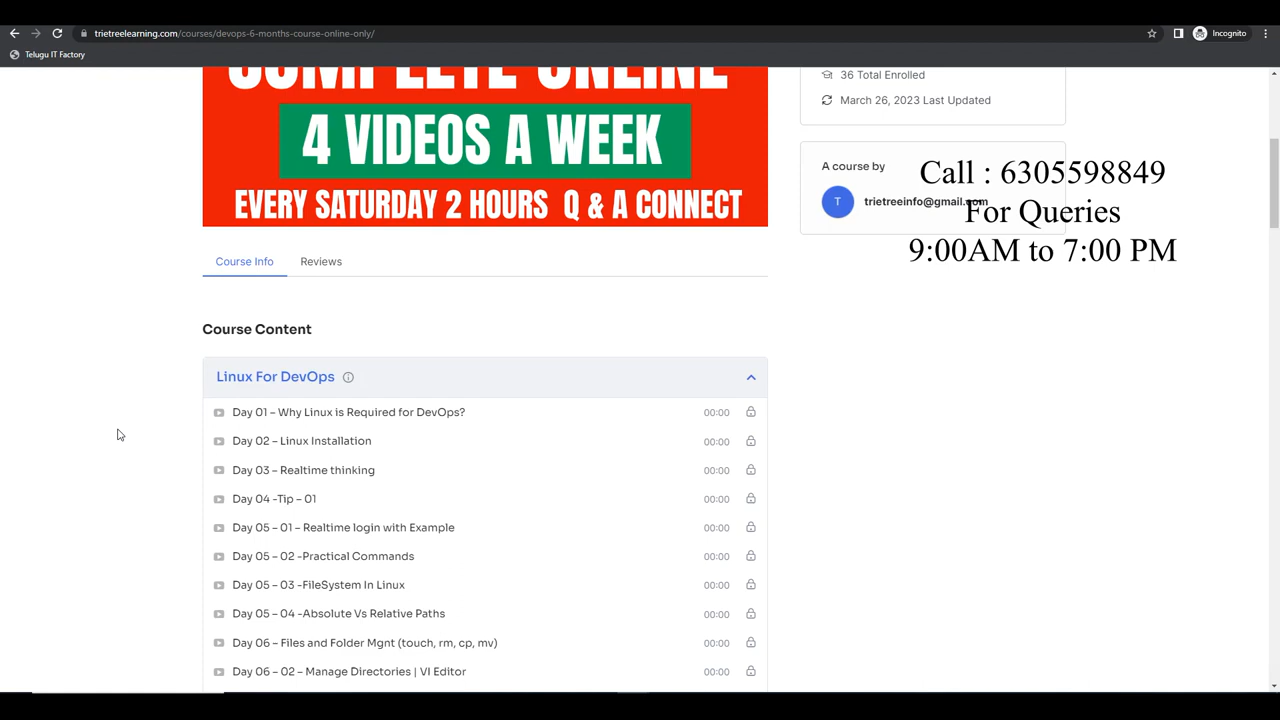 trietreelearning.com/courses/devops-6-months-course-online-only/
Incognito
Telugu IT Factory
COMPLETE ONLINE
4 VIDEOS A WEEK
EVERY SATURDAY 2 HOURS Q & A CONNECT
36 Total Enrolled
March 26, 2023 Last Updated
A course by
T
trietreeinfo@gmail.com
Call : 6305598849
For Queries
9:00AM to 7:00 PM
Course Info
Reviews
Course Content
Linux For DevOps
Day 01 – Why Linux is Required for DevOps? 00:00
Day 02 – Linux Installation 00:00
Day 03 – Realtime thinking 00:00
Day 04 -Tip – 01 00:00
Day 05 – 01 – Realtime login with Example 00:00
Day 05 – 02 -Practical Commands 00:00
Day 05 – 03 -FileSystem In Linux 00:00
Day 05 – 04 -Absolute Vs Relative Paths 00:00
Day 06 – Files and Folder Mgnt (touch, rm, cp, mv) 00:00
Day 06 – 02 – Manage Directories | VI Editor 00:00